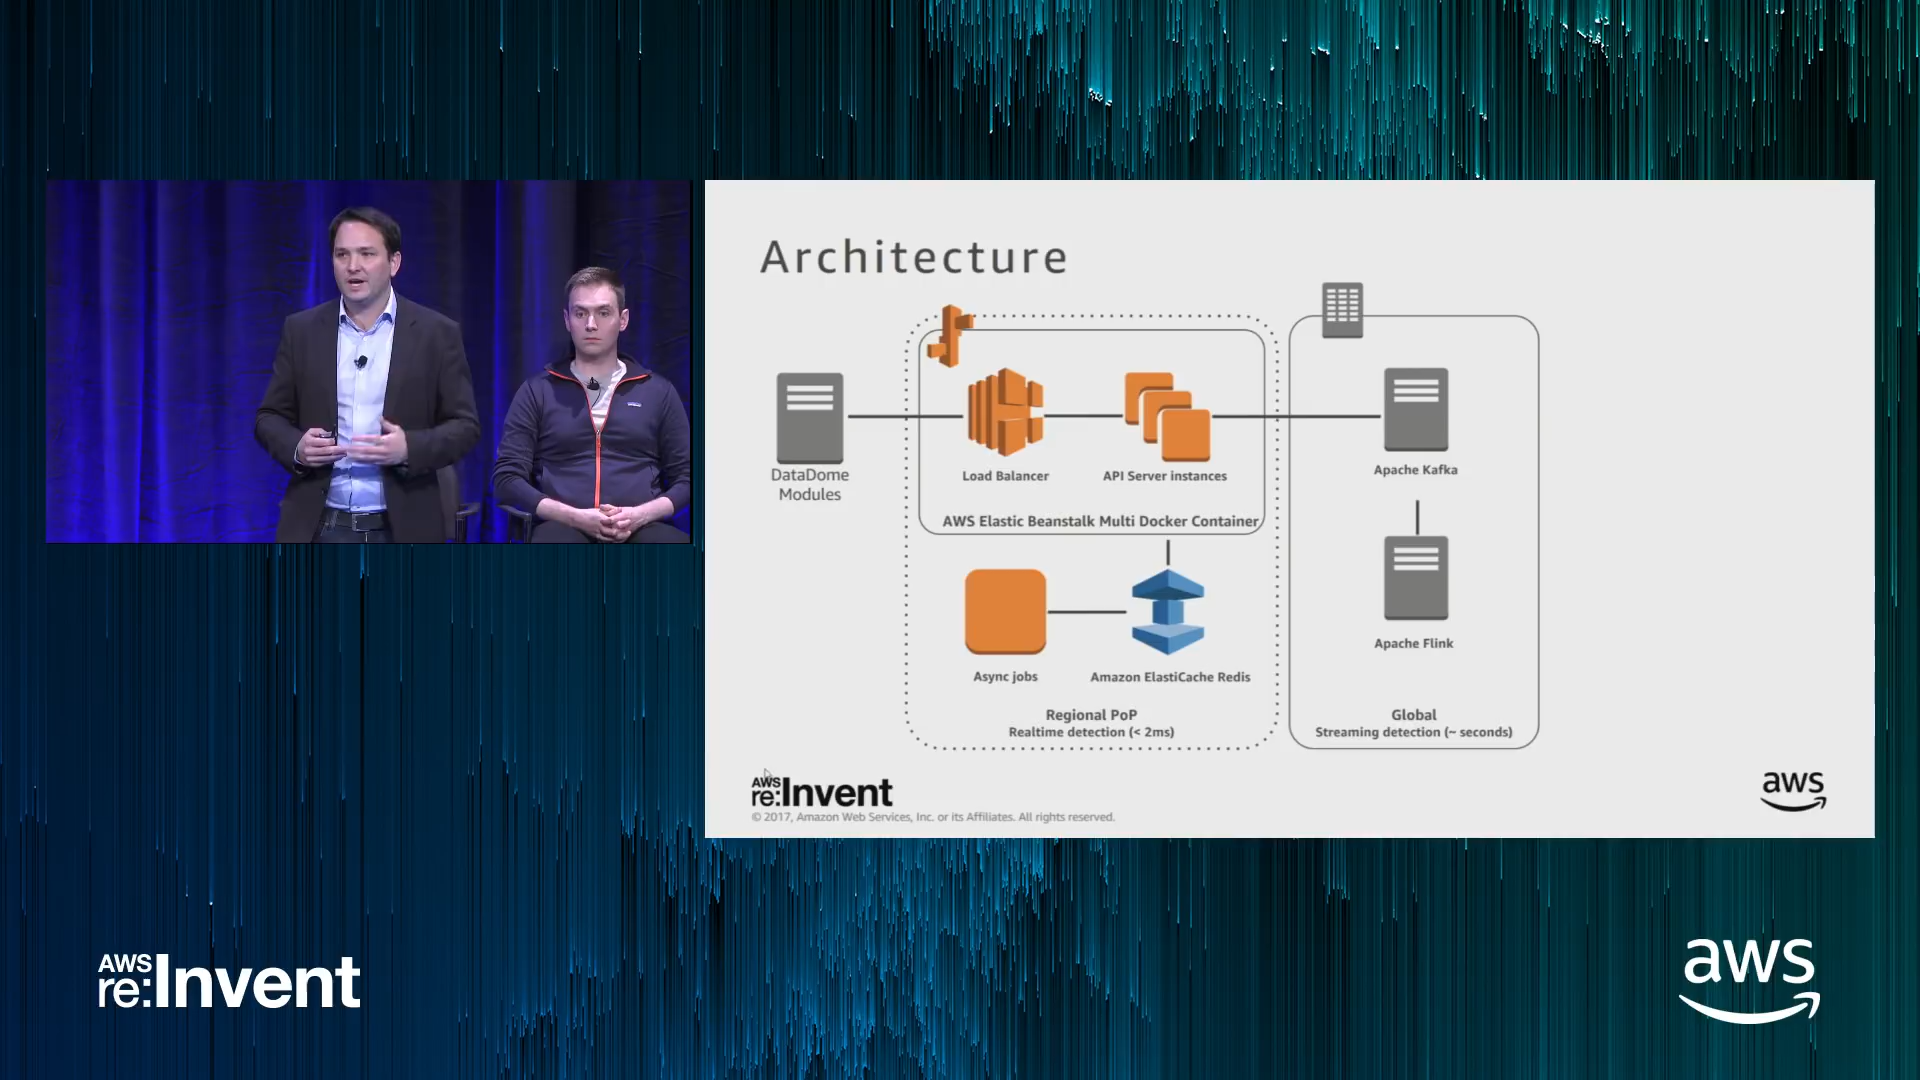 Architecture
DataDome
Modules
Load Balancer
API Server instances
AWS Elastic Beanstalk Multi Docker Container
Async jobs
Amazon ElastiCache Redis
Regional PoP
Realtime detection (< 2ms)
Apache Kafka
Apache Flink
Global
Streaming detection (~ seconds)
AWS
re:Invent
© 2017, Amazon Web Services, Inc. or its Affiliates. All rights reserved.
aws
AWS
re:Invent
aws